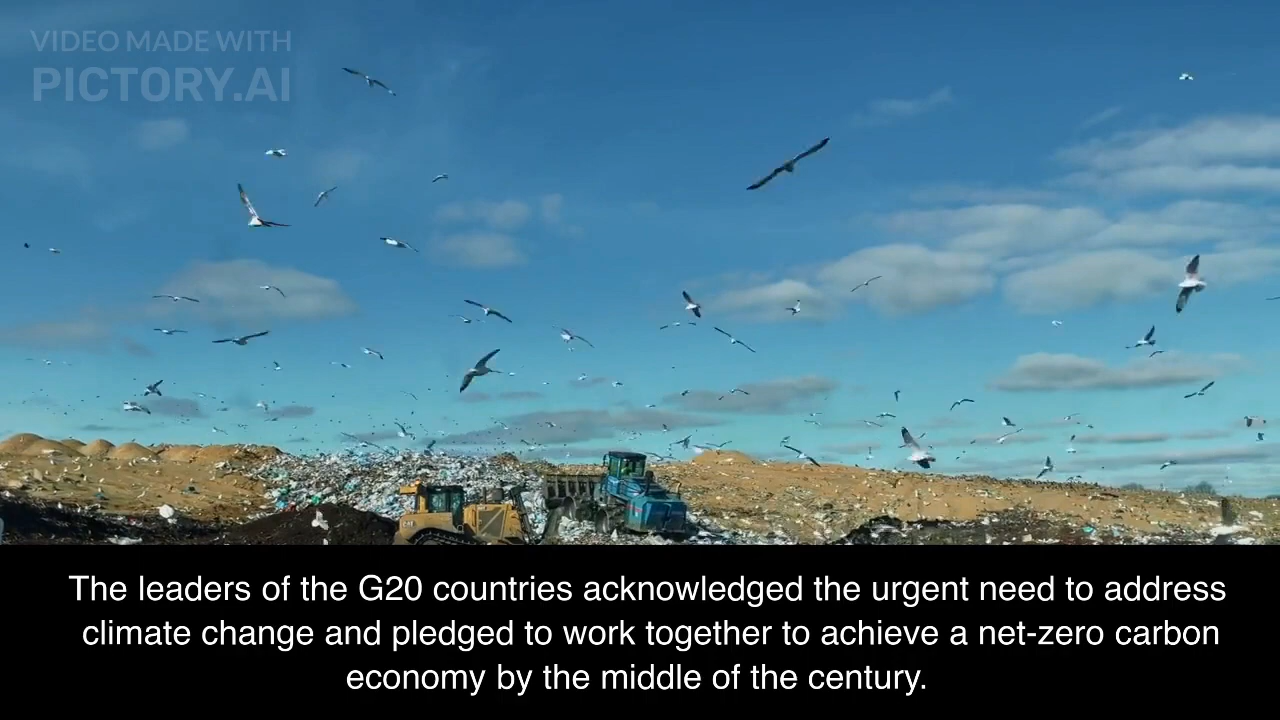 VIDEO MADE WITH
PICTORY.AI
The leaders of the G20 countries acknowledged the urgent need to address
climate change and pledged to work together to achieve a net-zero carbon
economy by the middle of the century.